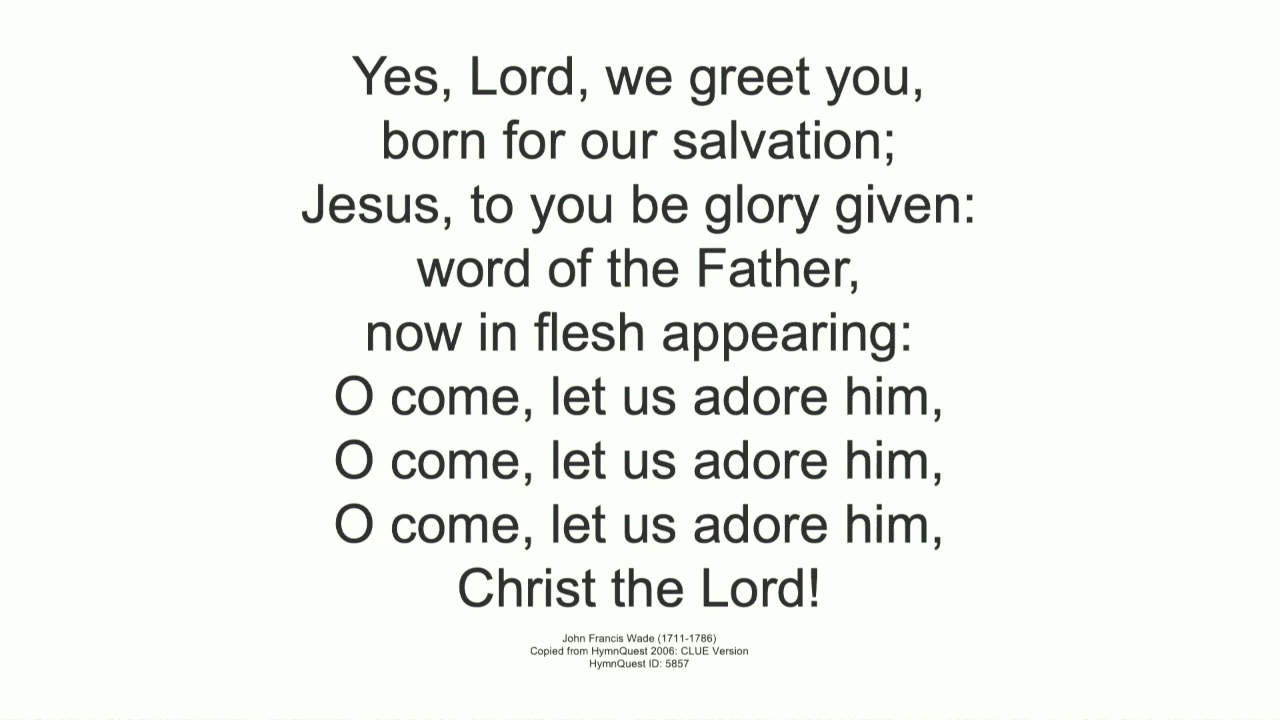 Yes, Lord, we greet you,
born for our salvation;
Jesus, to you be glory given:
word of the Father,
now in flesh appearing:
O come, let us adore him,
O come, let us adore him,
O come, let us adore him,
Christ the Lord!
John Francis Wade (1711-1786)
Copied from HymnQuest 2006: CLUE Version
HymnQuest ID: 5857